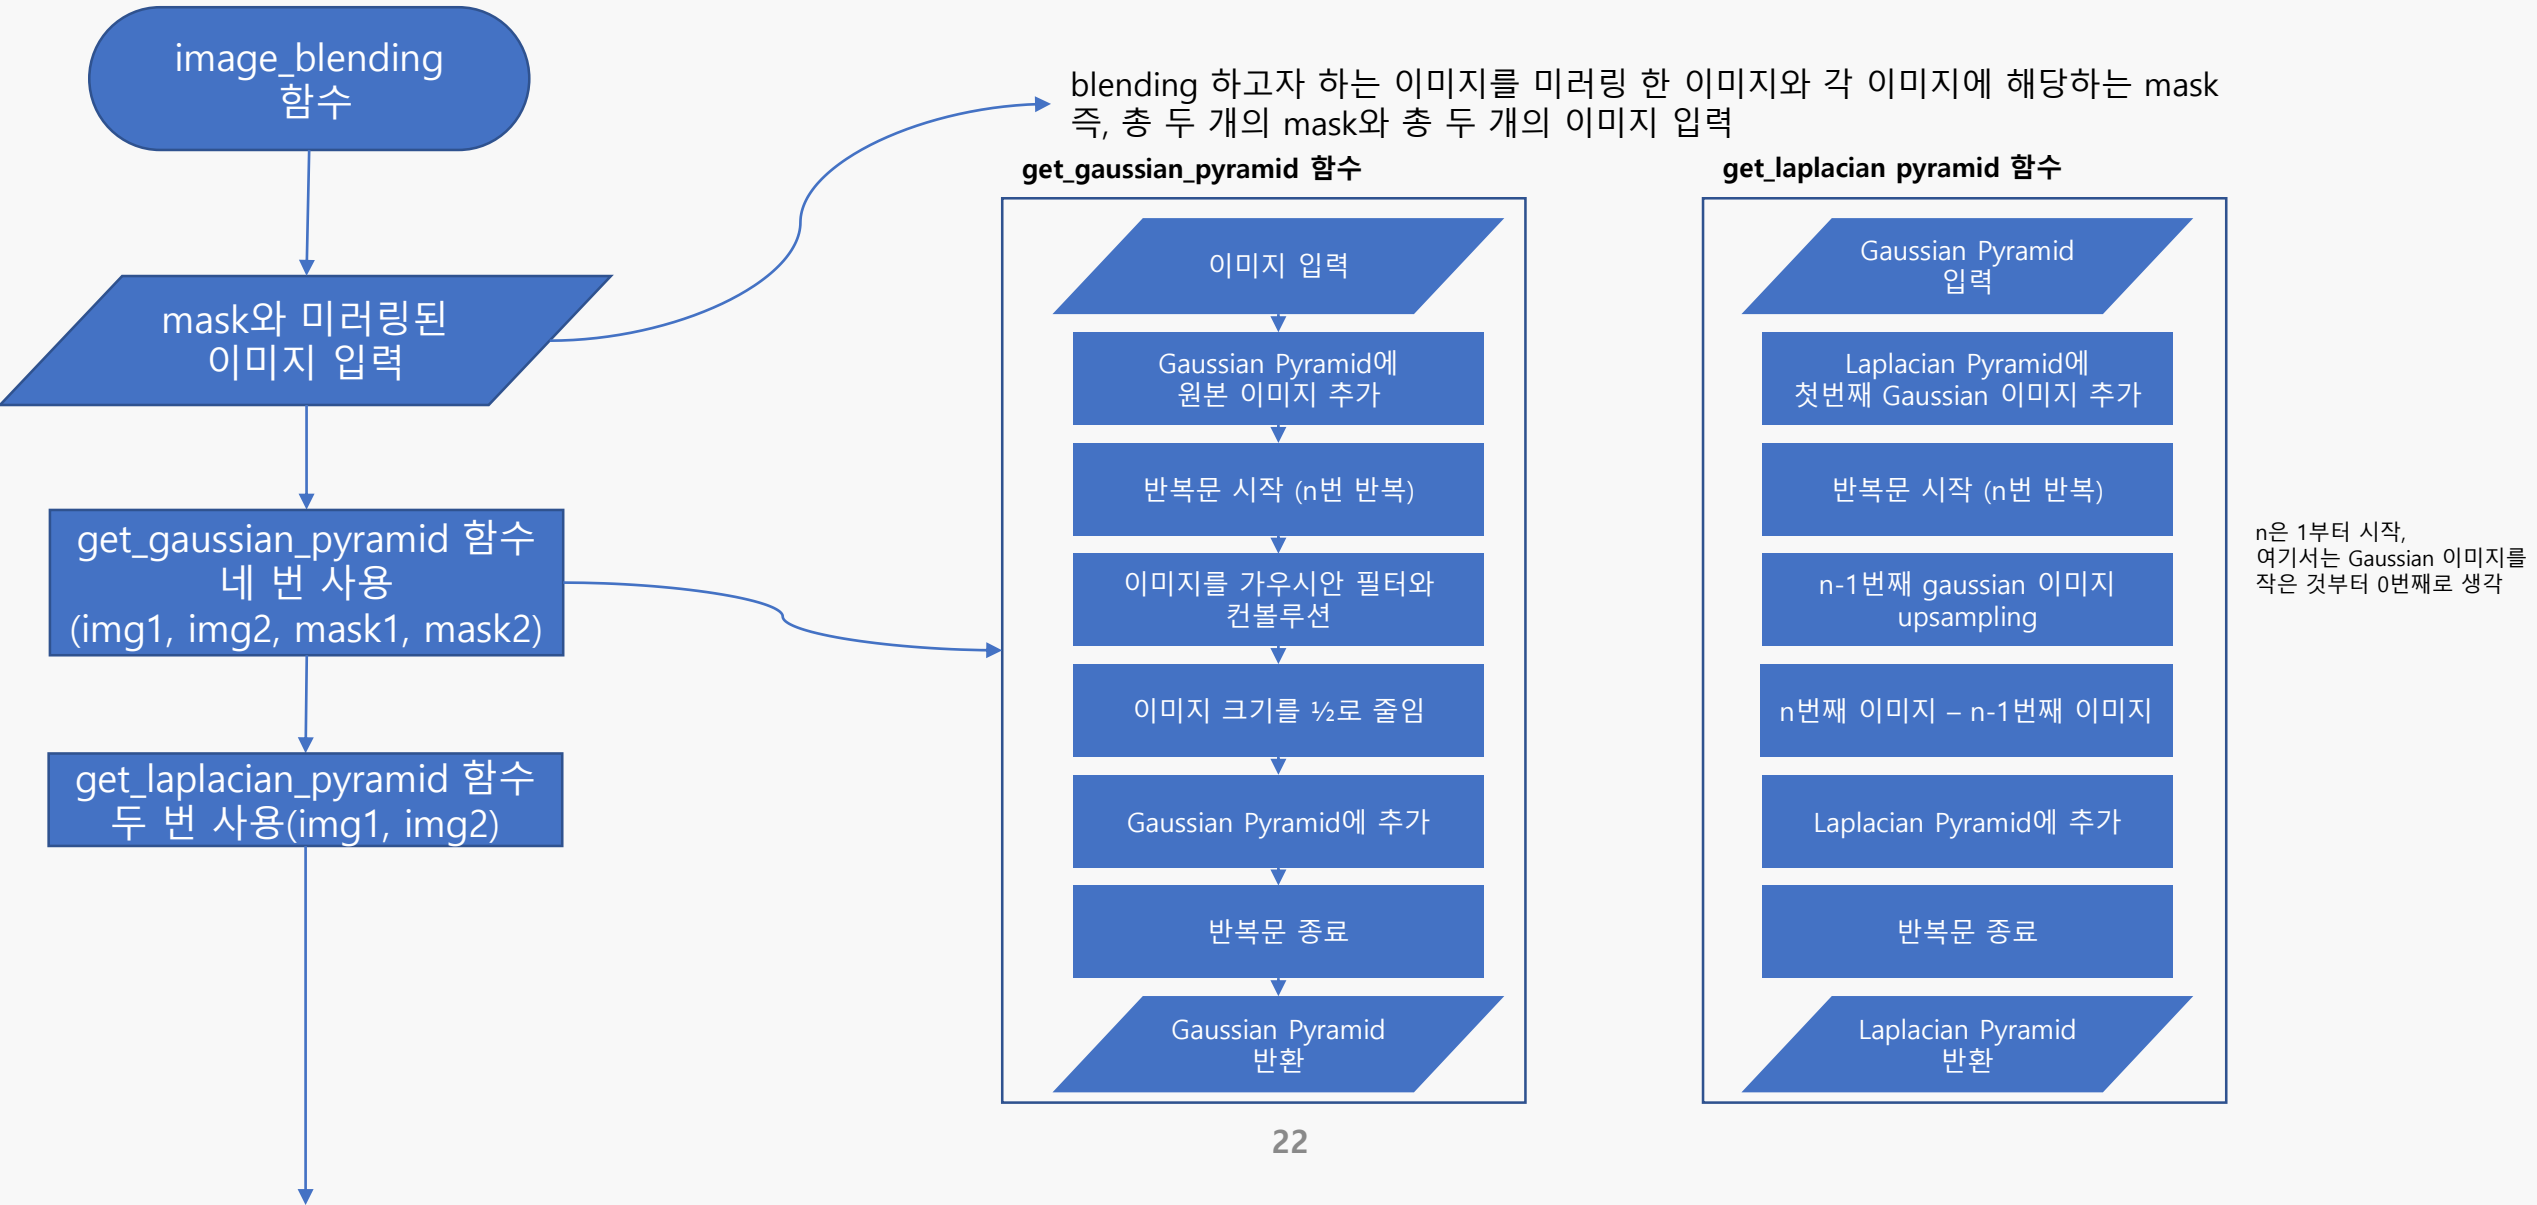 image_blending
함수
mask와 미러링된
이미지 입력
get_gaussian_pyramid 함수
네 번 사용
(img1, img2, mask1, mask2)
get_laplacian_pyramid 함수
두 번 사용(img1, img2)
blending 하고자 하는 이미지를 미러링 한 이미지와 각 이미지에 해당하는 mask
즉, 총 두 개의 mask와 총 두 개의 이미지 입력
get_gaussian_pyramid 함수
이미지 입력
Gaussian Pyramid에
원본 이미지 추가
반복문 시작 (n번 반복)
이미지를 가우시안 필터와
컨볼루션
이미지 크기를 ½로 줄임
Gaussian Pyramid에 추가
반복문 종료
Gaussian Pyramid
반환
get_laplacian pyramid 함수
Gaussian Pyramid
입력
Laplacian Pyramid에
첫번째 Gaussian 이미지 추가
반복문 시작 (n번 반복)
n-1번째 gaussian 이미지
upsampling
n번째 이미지 – n-1번째 이미지
Laplacian Pyramid에 추가
반복문 종료
Laplacian Pyramid
반환
n은 1부터 시작,
여기서는 Gaussian 이미지를
작은 것부터 0번째로 생각
22